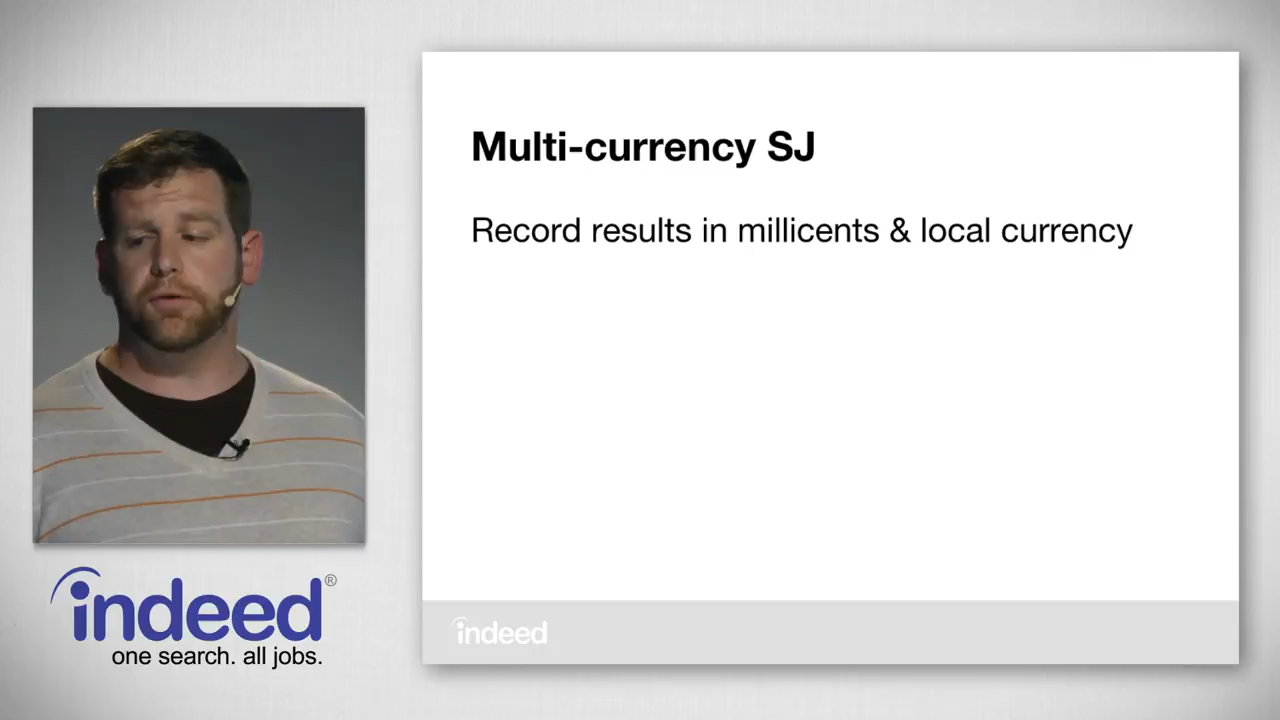 Multi-currency SJ
Record results in millicents & local currency
indeed
indeed®
one search. all jobs.